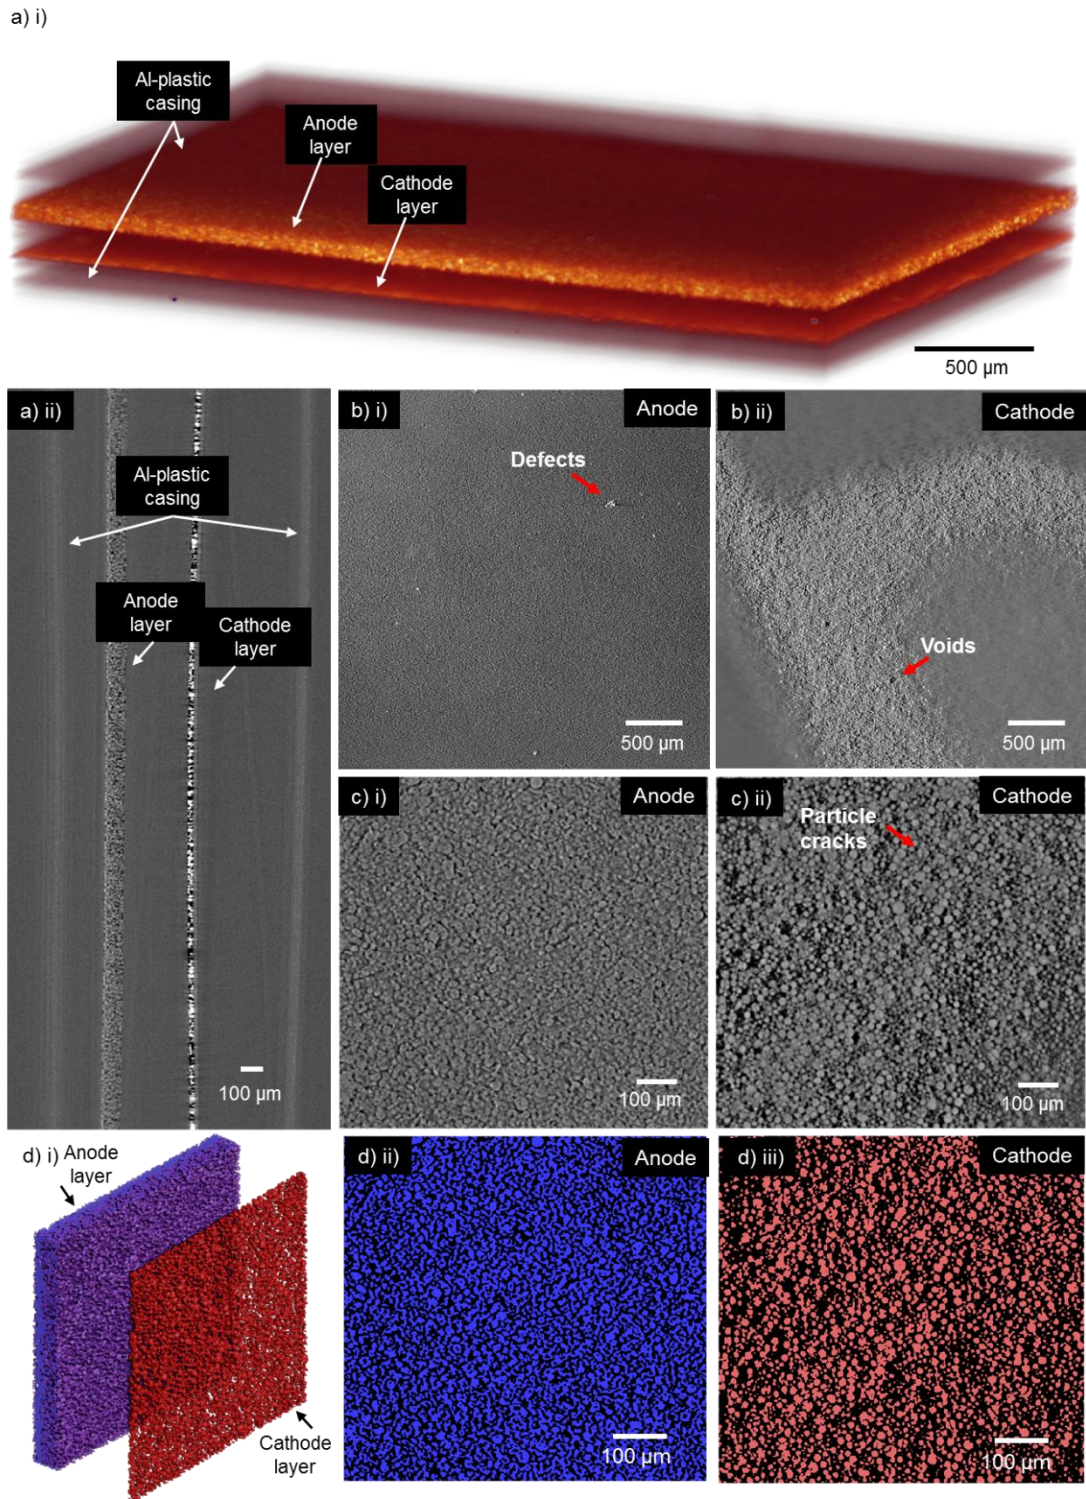 a) i)
Al-plastic
casing
Anode
layer
Cathode
layer
500 µm
a) ii)
Al-plastic
casing
Anode
layer
Cathode
layer
100 µm
b) i)
Anode
Defects
500 µm
b) ii)
Cathode
Voids
500 µm
c) i)
Anode
100 µm
c) ii)
Cathode
Particle
cracks
100 µm
d) i)
Anode
layer
Cathode
layer
d) ii)
Anode
100 µm
d) iii)
Cathode
100 µm